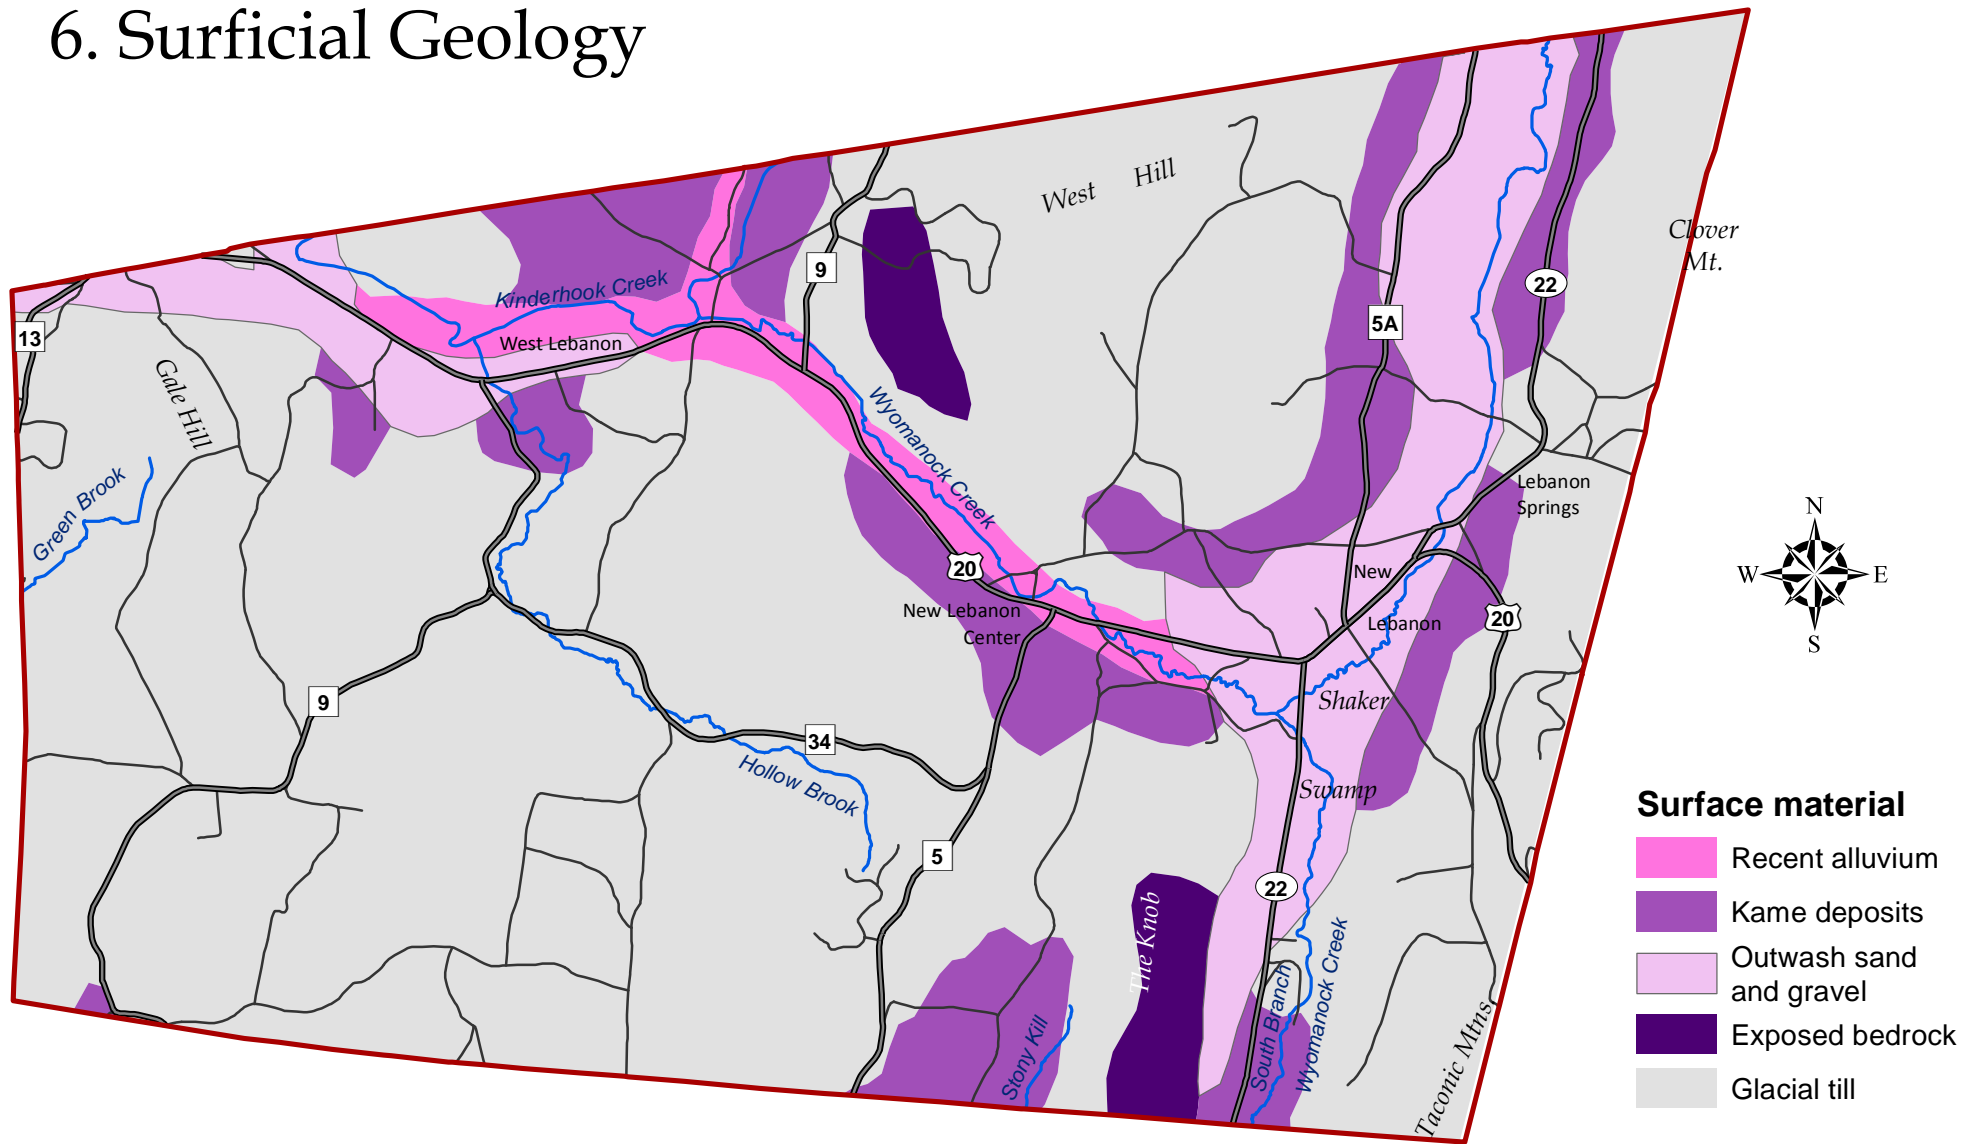 6. Surficial Geology
West Hill
Clover
Mt.
Kinderhook Creek
9
22
13
5A
West Lebanon
Gale Hill
Wyomanock Creek
Green Brook
Lebanon
Springs
N
W
E
S
20
New
New Lebanon
Center
Lebanon
20
9
Shaker
34
Hollow Brook
Swamp
5
22
The Knob
South Branch
Wyomanock Creek
Stony Kill
Taconic Mtns
Surface material
Recent alluvium
Kame deposits
Outwash sand
and gravel
Exposed bedrock
Glacial till